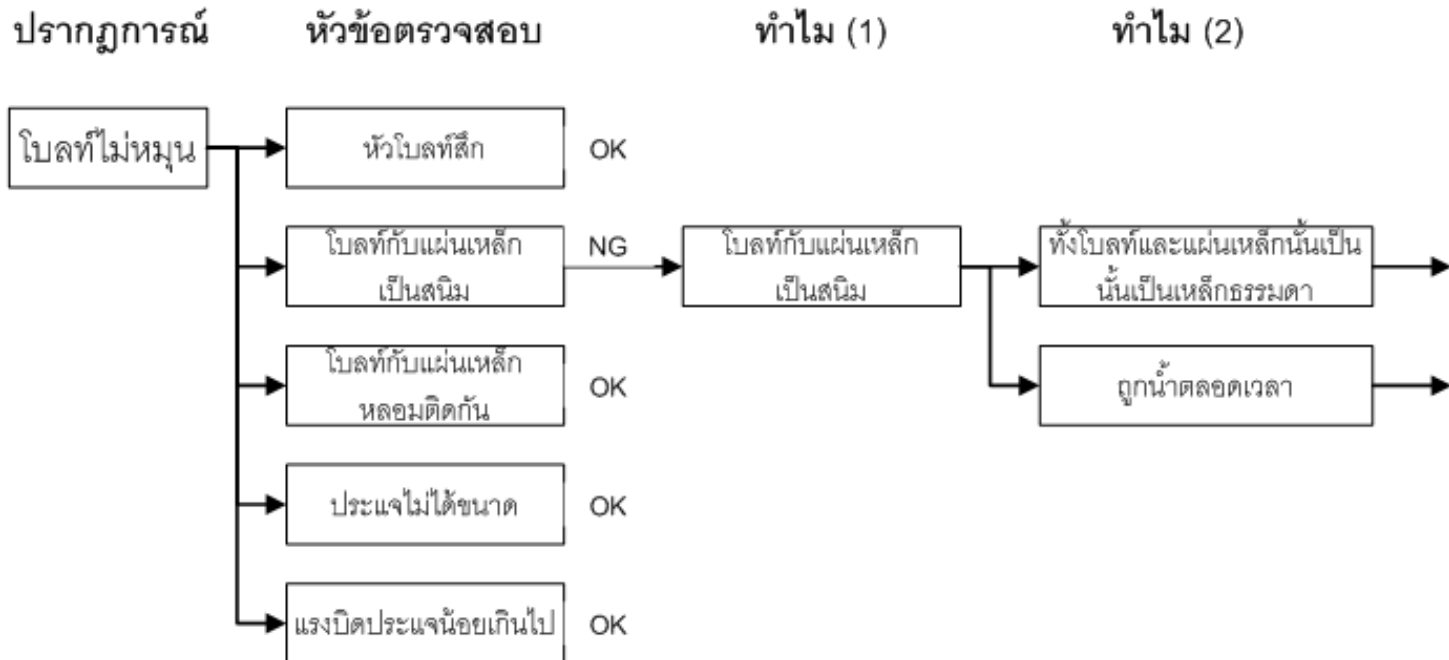 ปรากฎการณ์ หัวข้อตรวจสอบ ทำไม (1) ทำไม (2)
โบลท์ไม่หมุน
หัวโบลท์สึก OK
โบลท์กับแผ่นเหล็ก
เป็นสนิม
NG
โบลท์กับแผ่นเหล็ก
เป็นสนิม
ทั้งโบลท์และแผ่นเหล็กนั้นเป็น
นั้นเป็นเหล็กธรรมดา
โบลท์กับแผ่นเหล็ก
หลอมติดกัน
OK
ถูกน้ำตลอดเวลา
ประแจไม่ได้ขนาด OK
แรงบิดประแจน้อยเกินไป OK